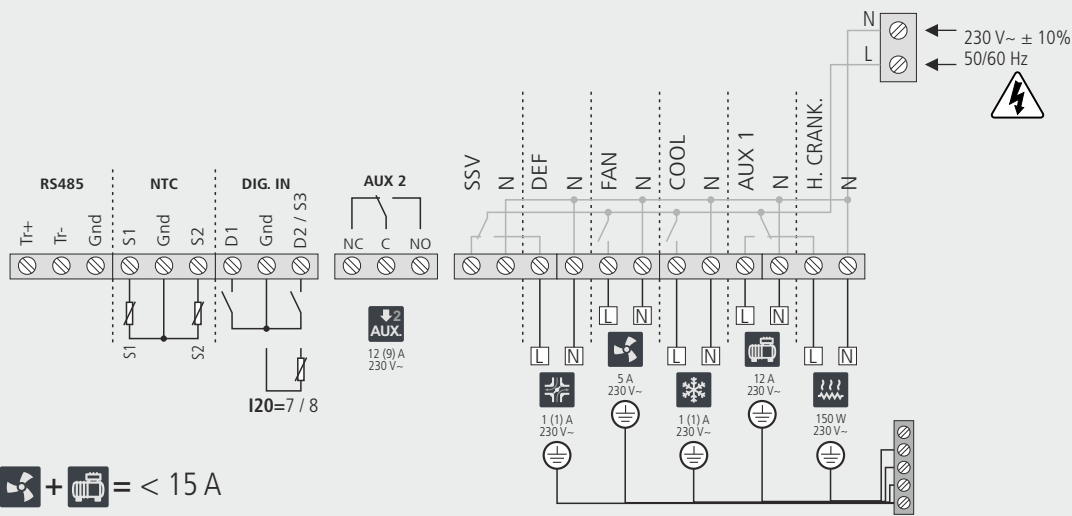 N
L
230 V~ ± 10%
50/60 Hz
RS485
NTC
DIG. IN
AUX 2
Tr+
Tr-
Gnd
S1
Gnd
S2
D1
Gnd
D2 / S3
NC C NO
SSV
N
DEF
N
FAN
N
COOL
N
AUX 1
N
H. CRANK.
N
S1
S2
I20=7 / 8
2
AUX.
12 (9) A
230 V~
L N
1 (1) A
230 V~
L N
5 A
230 V~
L N
1 (1) A
230 V~
L N
12 A
230 V~
L N
150 W
230 V~
+ = < 15 A